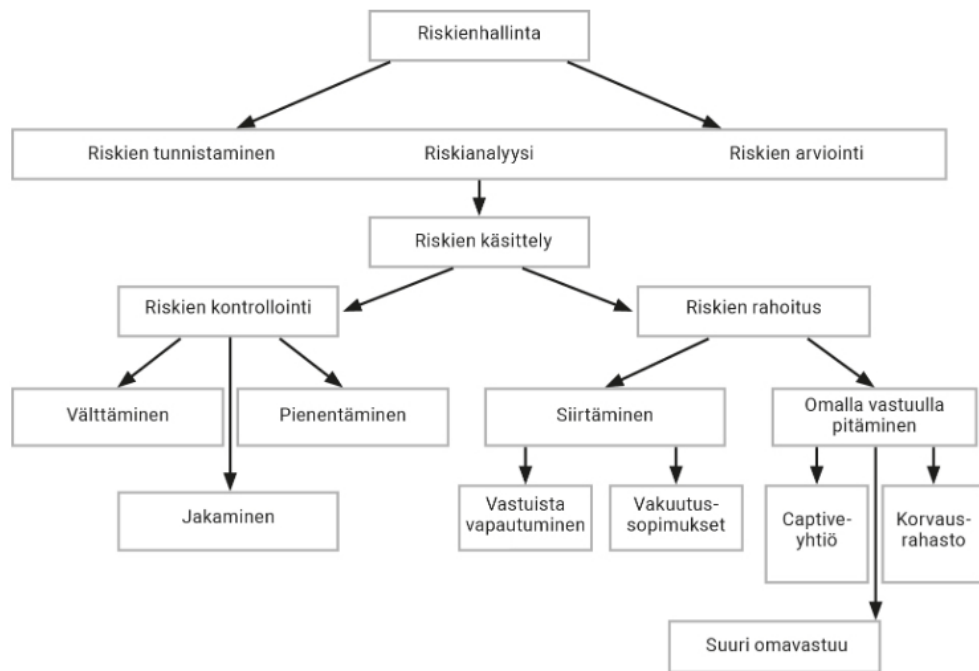 Riskienhallinta
Riskien tunnistaminen
Riskianalyysi
Riskien arviointi
Riskien käsittely
Riskien kontrollointi
Riskien rahoitus
Välttäminen
Pienentäminen
Siirtäminen
Omalla vastuulla
pitäminen
Jakaminen
Vastuista
vapautuminen
Vakuutus-
sopimukset
Captive-
yhtiö
Korvaus-
rahasto
Suuri omavastuu